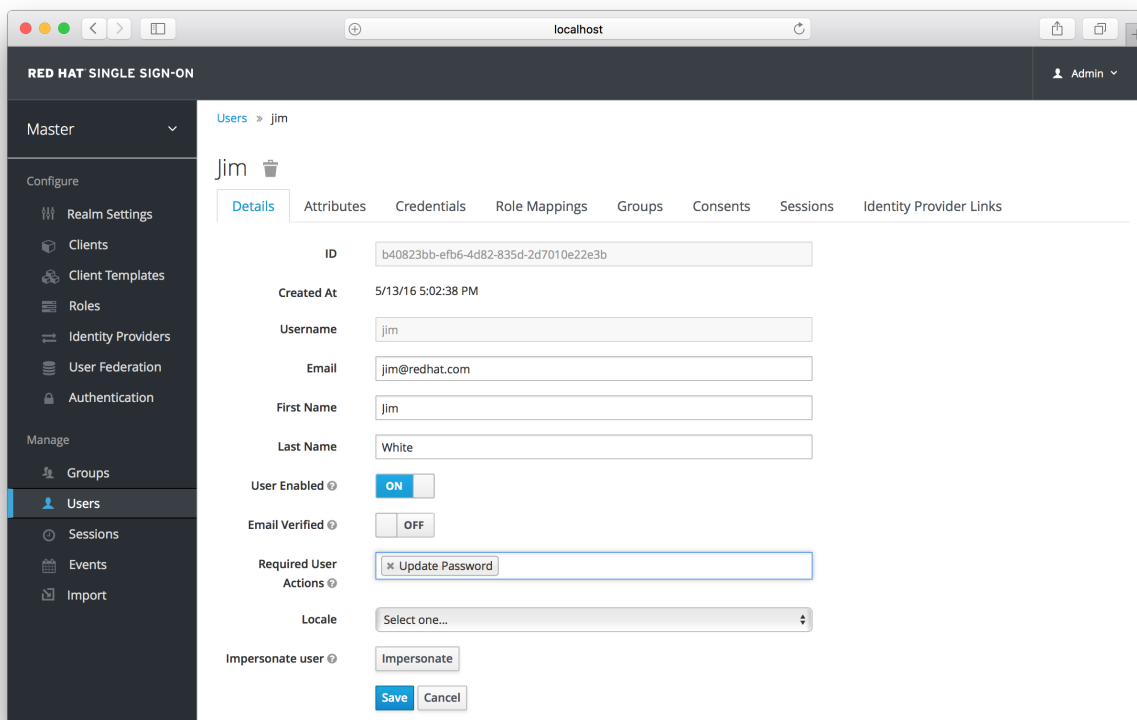 localhost
RED HAT SINGLE SIGN-ON
Admin
Master
Users » jim
Jim
Configure
Realm Settings
Clients
Client Templates
Roles
Identity Providers
User Federation
Authentication
Manage
Groups
Users
Sessions
Events
Import
Details Attributes Credentials Role Mappings Groups Consents Sessions Identity Provider Links
ID b40823bb-efb6-4d82-835d-2d7010e22e3b
Created At 5/13/16 5:02:38 PM
Username jim
Email jim@redhat.com
First Name Jim
Last Name White
User Enabled ON
Email Verified OFF
Required User Update Password
Actions
Locale Select one...
Impersonate user Impersonate
Save Cancel